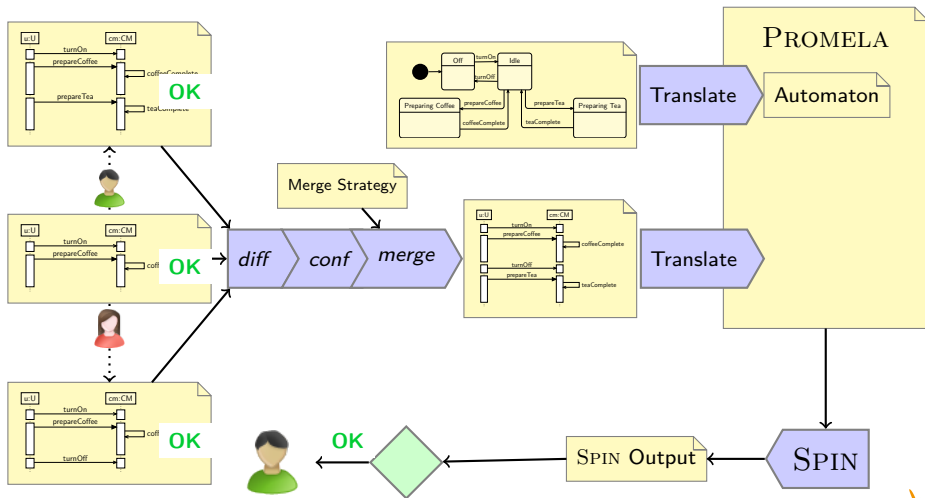 u:U
cm:CM
turnOn
prepareCoffee
coffeeComplete
OK
prepareTea
teaComplete
Off
turnOn
Idle
turnOff
Preparing Coffee
prepareCoffee
prepareTea
Preparing Tea
coffeeComplete
teaComplete
Translate
PROMELA
Automaton
Merge Strategy
u:U
cm:CM
turnOn
prepareCoffee
OK
diff
conf
merge
u:U
cm:CM
turnOn
prepareCoffee
coffeeComplete
turnOff
prepareTea
teaComplete
Translate
u:U
cm:CM
turnOn
prepareCoffee
OK
turnOff
OK
SPIN Output
SPIN